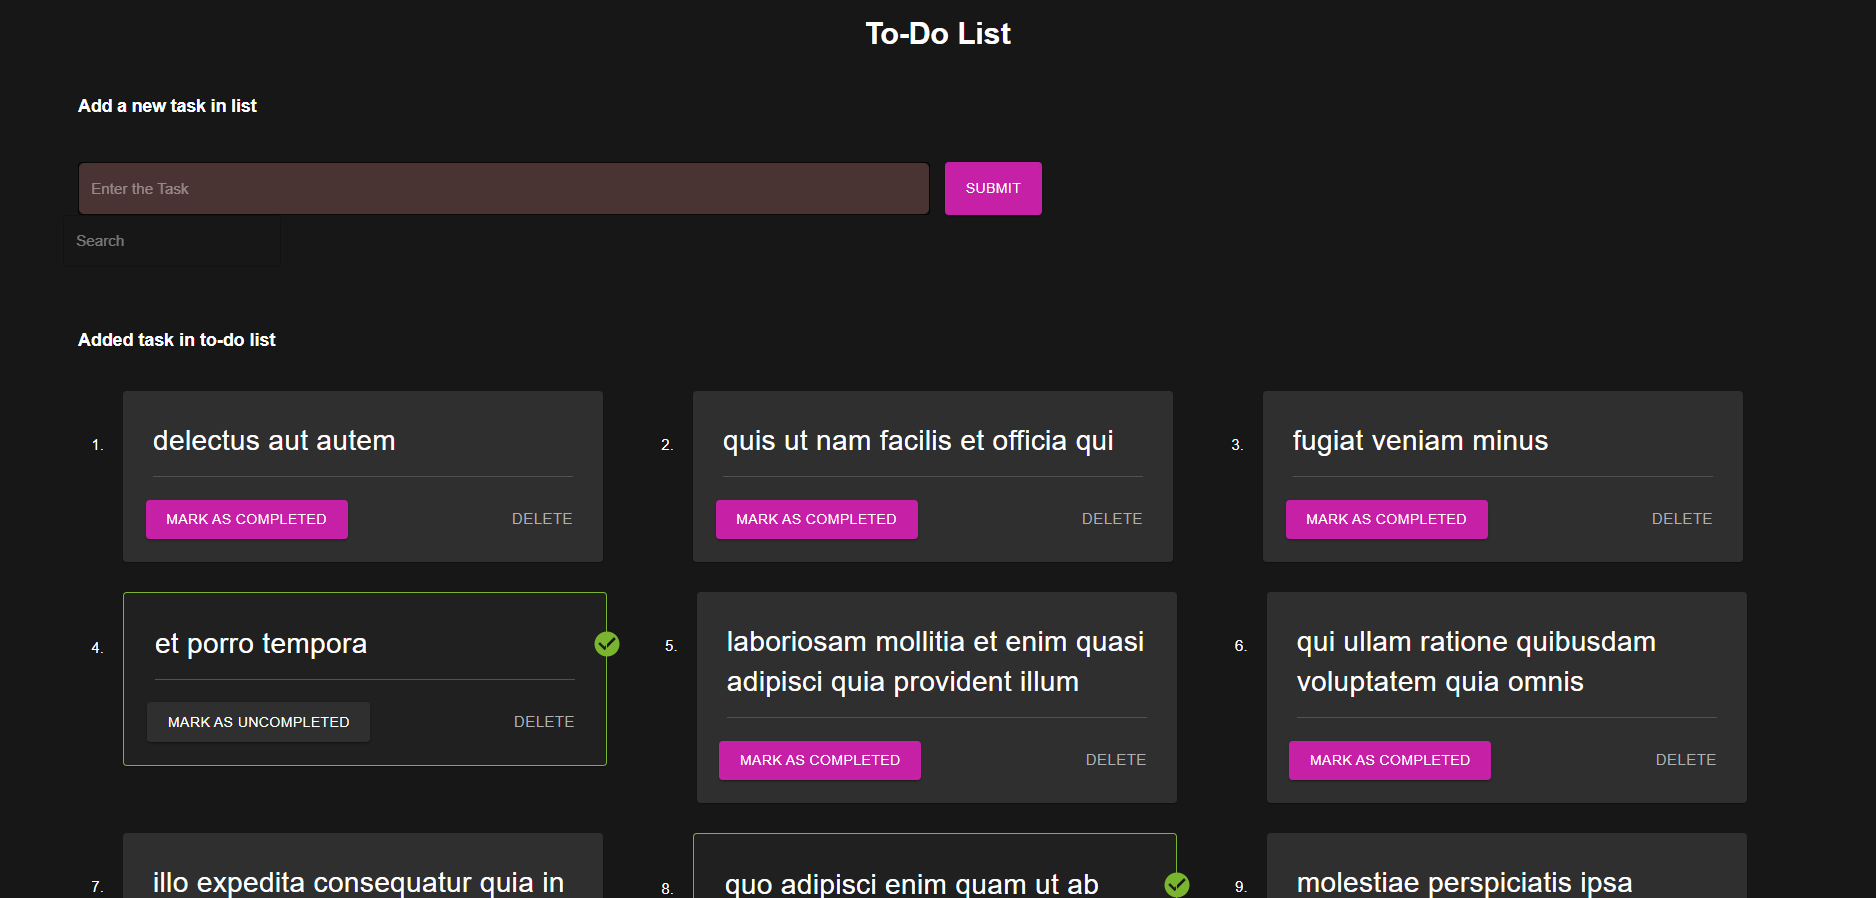 To-Do List
Add a new task in list
Enter the Task
SUBMIT
Search
Added task in to-do list
1.
delectus aut autem
MARK AS COMPLETED
DELETE
2.
quis ut nam facilis et officia qui
MARK AS COMPLETED
DELETE
3.
fugiat veniam minus
MARK AS COMPLETED
DELETE
4.
et porro tempora
MARK AS UNCOMPLETED
DELETE
5.
laboriosam mollitia et enim quasi
adipisci quia provident illum
MARK AS COMPLETED
DELETE
6.
qui ullam ratione quibusdam
voluptatem quia omnis
MARK AS COMPLETED
DELETE
7.
illo expedita consequatur quia in
8.
quo adipisci enim quam ut ab
9.
molestiae perspiciatis ipsa